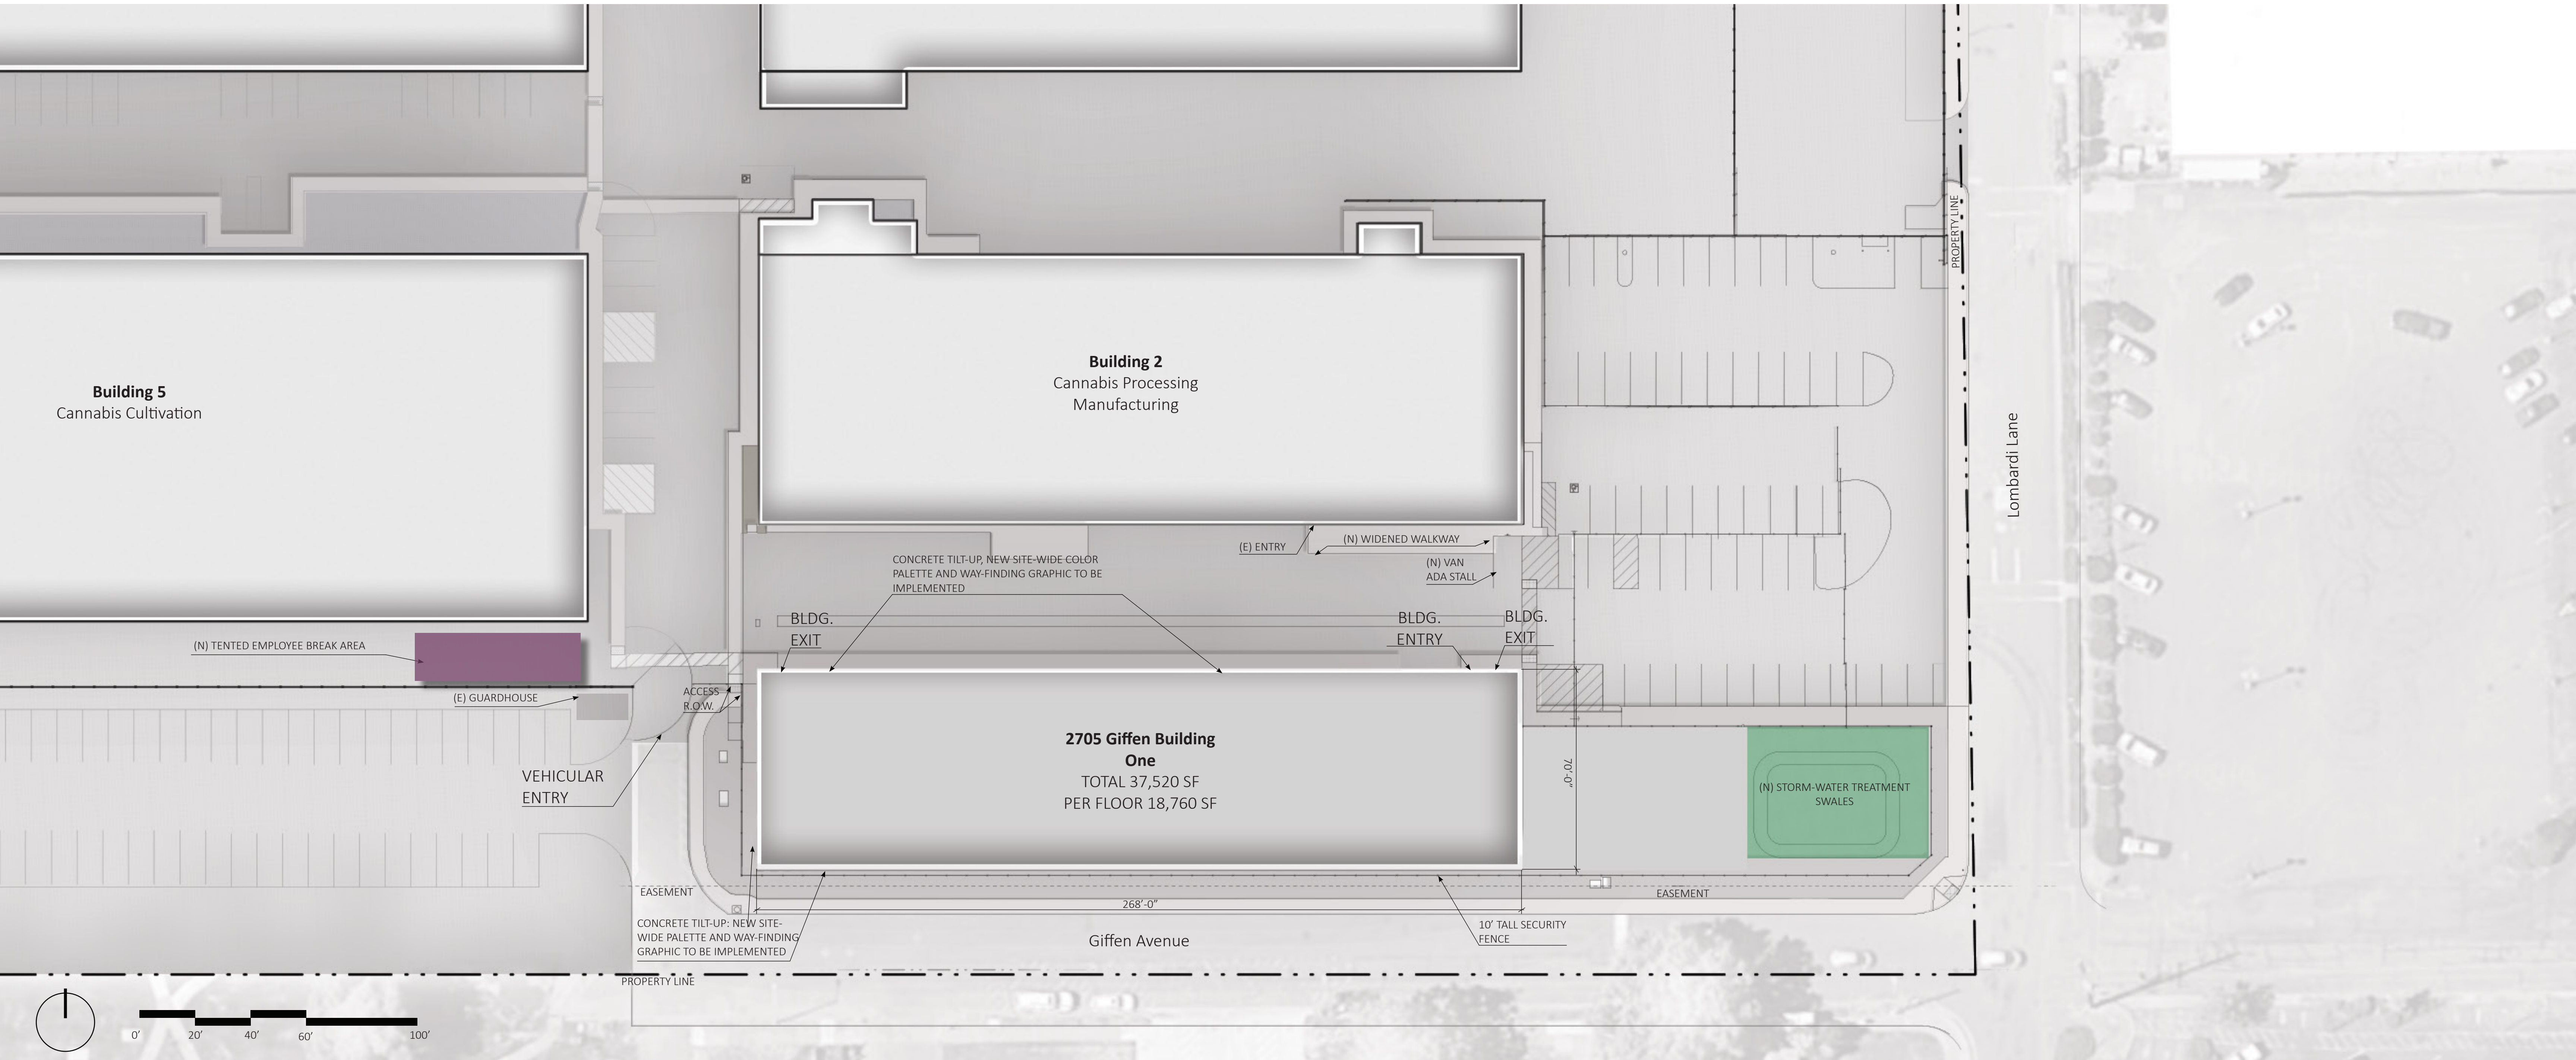 PROPERTY LINE
Building 2
Cannabis Processing
Manufacturing
Building 5
Cannabis Cultivation
Lombardi Lane
(E) ENTRY
(N) WIDENED WALKWAY
(N) VAN
ADA STALL
CONCRETE TILT-UP, NEW SITE-WIDE COLOR
PALETTE AND WAY-FINDING GRAPHIC TO BE
IMPLEMENTED
BLDG.
EXIT
BLDG.
ENTRY
BLDG.
EXIT
(N) TENTED EMPLOYEE BREAK AREA
(E) GUARDHOUSE
ACCESS
R.O.W.
2705 Giffen Building
One
TOTAL 37,520 SF
PER FLOOR 18,760 SF
70'-0"
VEHICULAR
ENTRY
(N) STORM-WATER TREATMENT
SWALES
EASEMENT
EASEMENT
268'-0"
CONCRETE TILT-UP: NEW SITE-
WIDE PALETTE AND WAY-FINDING
GRAPHIC TO BE IMPLEMENTED
10' TALL SECURITY
FENCE
Giffen Avenue
PROPERTY LINE
0' 20' 40' 60' 100'